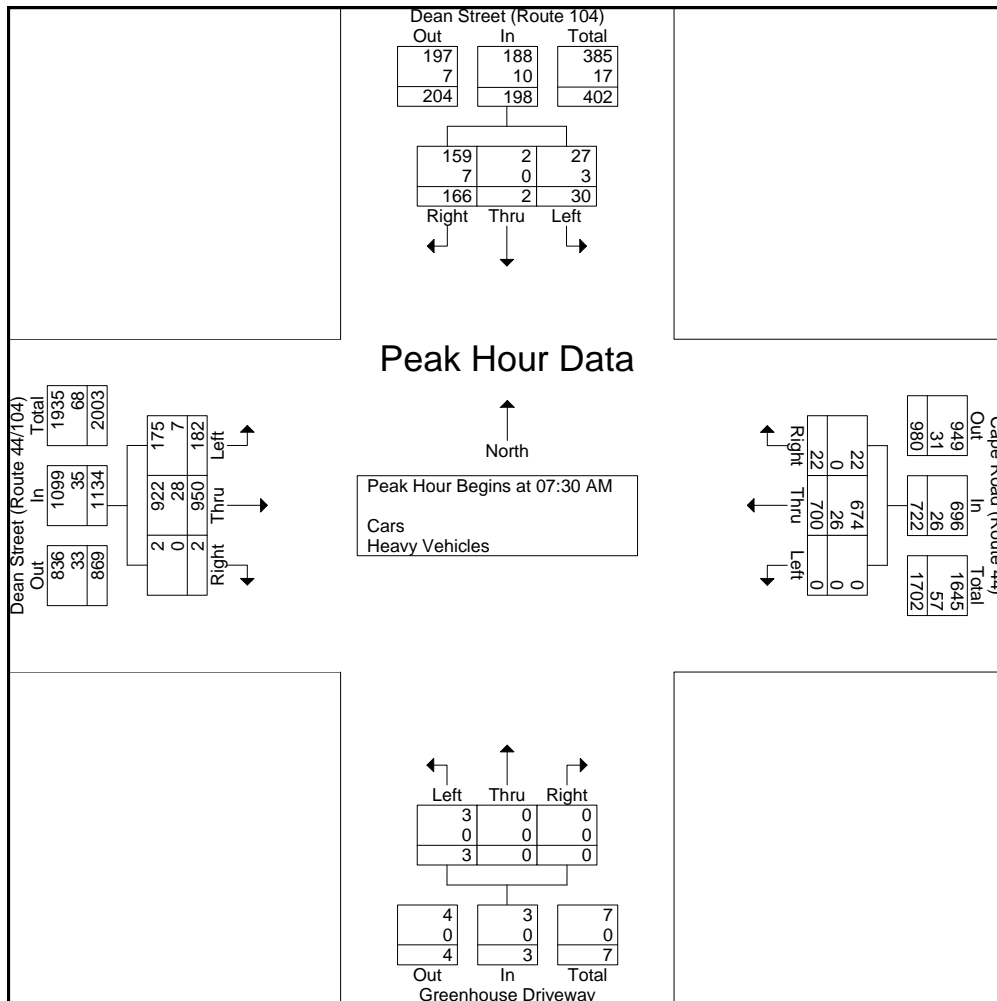 Dean Street (Route 104)
Out In Total
197 188 385
7 10 17
204 198 402
159 2 27
7 0 3
166 2 30
Right Thru Left
Peak Hour Data
North
Peak Hour Begins at 07:30 AM
Cars
Heavy Vehicles
Dean Street (Route 44/104)
Total In Out
1935 1099 836
68 35 33
2003 1134 869
175 922 2
7 28 0
182 950 2
Left Thru Right
Cape Road (Route 44)
Out In Total
949 696 1645
31 26 57
980 722 1702
22 674 0
0 26 0
22 700 0
Right Thru Left
Left Thru Right
3 0 0
0 0 0
3 0 0
4 3 7
0 0 0
4 3 7
Out In Total
Greenhouse Driveway